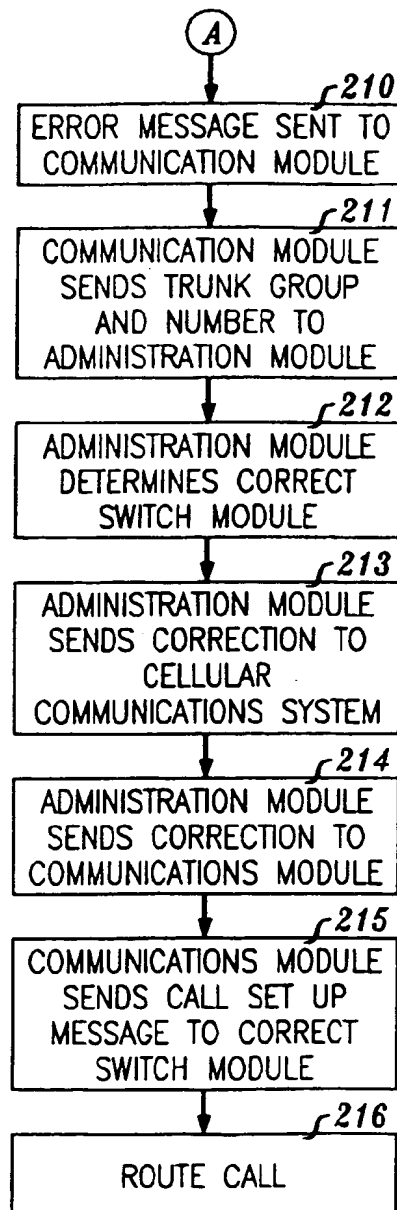 A
210
ERROR MESSAGE SENT TO
COMMUNICATION MODULE
211
COMMUNICATION MODULE
SENDS TRUNK GROUP
AND NUMBER TO
ADMINISTRATION MODULE
212
ADMINISTRATION MODULE
DETERMINES CORRECT
SWITCH MODULE
213
ADMINISTRATION MODULE
SENDS CORRECTION TO
CELLULAR
COMMUNICATIONS SYSTEM
214
ADMINISTRATION MODULE
SENDS CORRECTION TO
COMMUNICATIONS MODULE
215
COMMUNICATIONS MODULE
SENDS CALL SET UP
MESSAGE TO CORRECT
SWITCH MODULE
216
ROUTE CALL